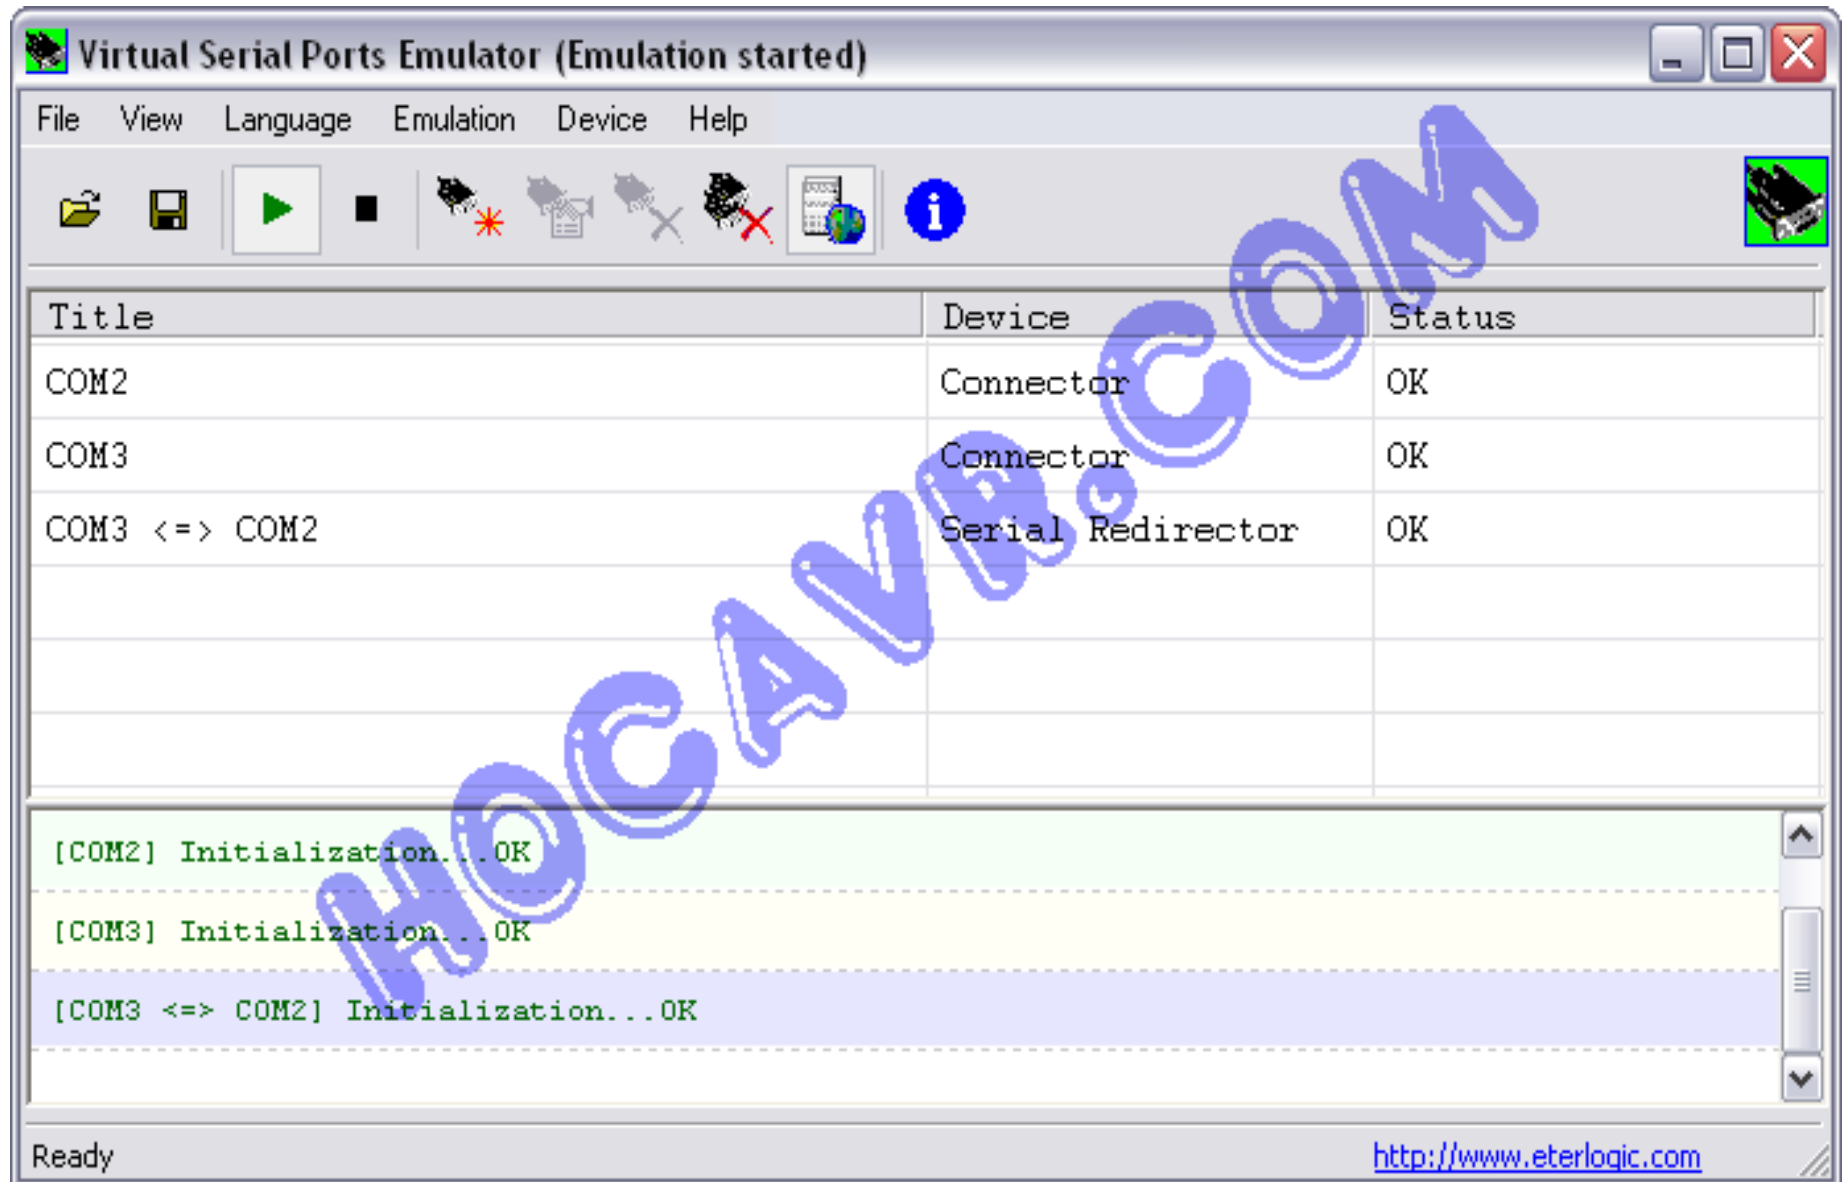 Virtual Serial Ports Emulator (Emulation started)
File View Language Emulation Device Help
Title Device Status
COM2 Connector OK
COM3 Connector OK
COM3 <=> COM2 Serial Redirector OK
HOCAVR.COM
[COM2] Initialization...OK
[COM3] Initialization...OK
[COM3 <=> COM2] Initialization...OK
Ready http://www.eterlogic.com